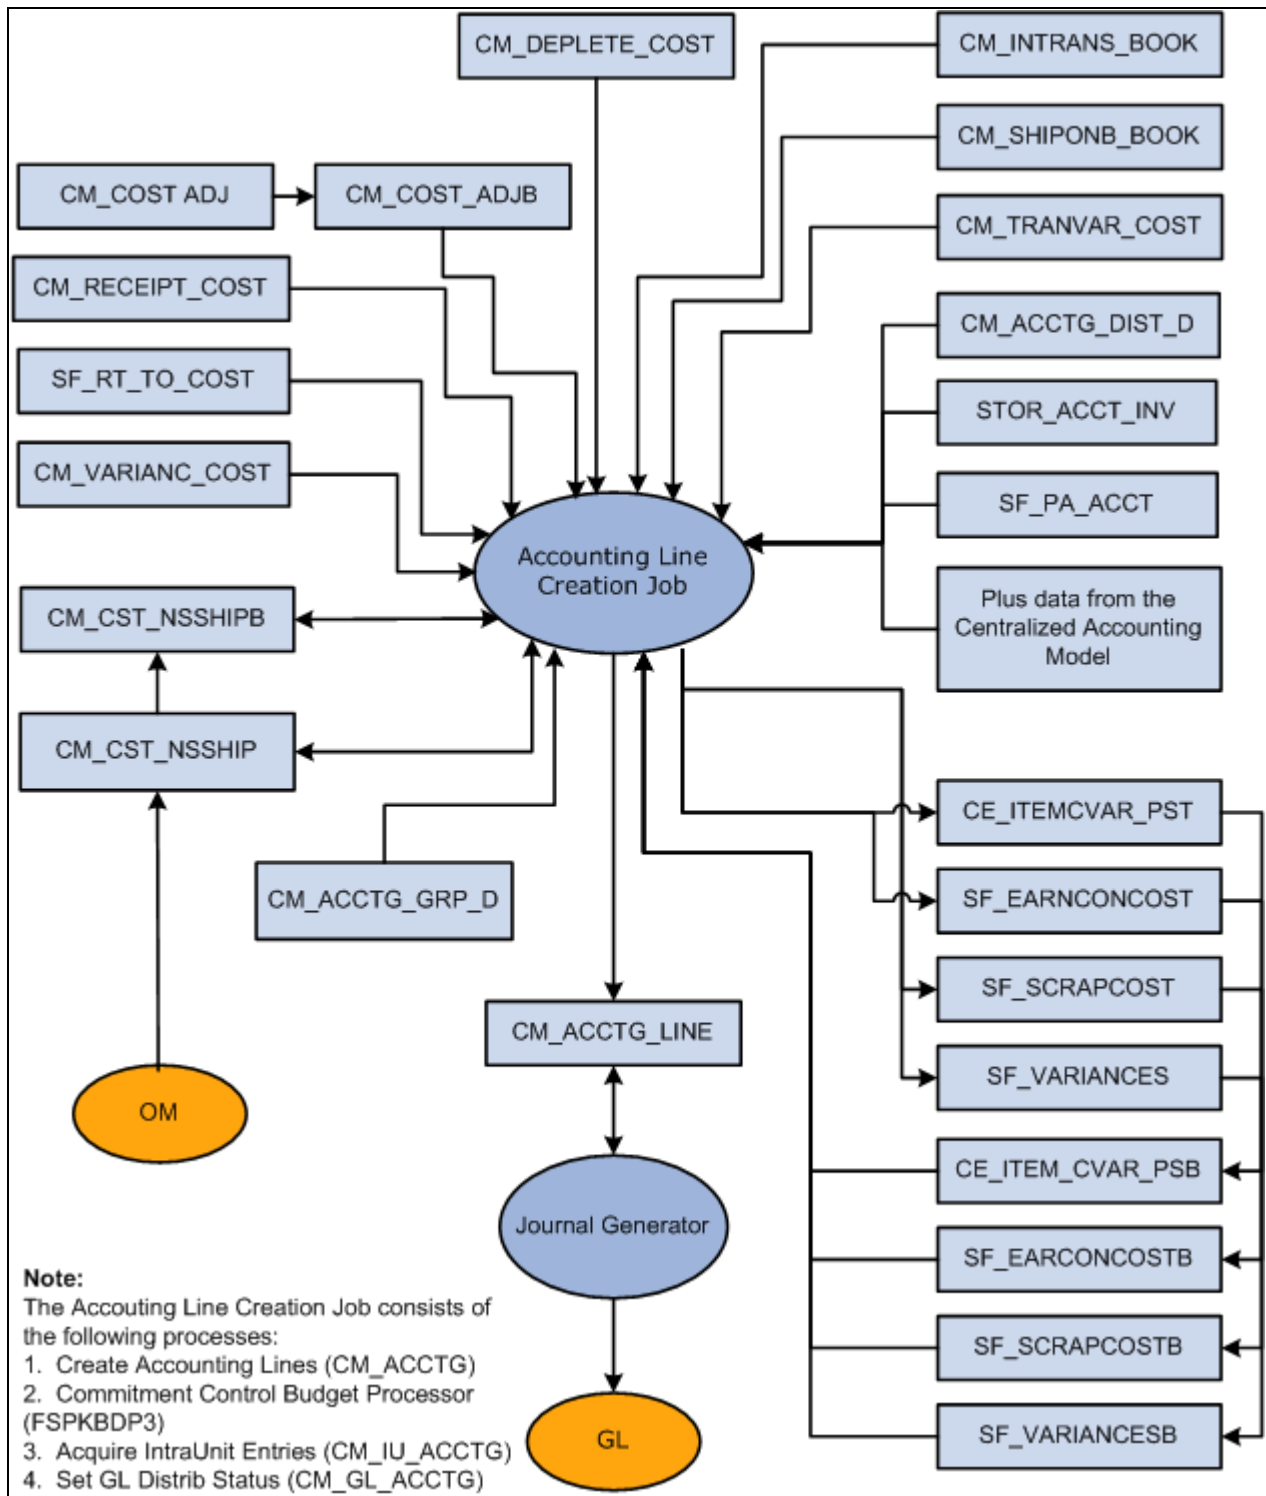 CM_DEPLETE_COST
CM_INTRANS_BOOK
CM_SHIPONB_BOOK
CM_COST ADJ
CM_COST_ADJB
CM_TRANVAR_COST
CM_RECEIPT_COST
CM_ACCTG_DIST_D
SF_RT_TO_COST
STOR_ACCT_INV
CM_VARIANC_COST
SF_PA_ACCT
Accounting Line
Creation Job
Plus data from the
Centralized Accounting
Model
CM_CST_NSSHIPB
CM_CST_NSSHIP
CE_ITEMCVAR_PST
CM_ACCTG_GRP_D
SF_EARNCONCOST
SF_SCRAPCOST
CM_ACCTG_LINE
SF_VARIANCES
OM
CE_ITEM_CVAR_PSB
Journal Generator
SF_EARCONCOSTB
SF_SCRAPCOSTB
SF_VARIANCESB
GL
Note:
The Accouting Line Creation Job consists of
the following processes:
1. Create Accounting Lines (CM_ACCTG)
2. Commitment Control Budget Processor
(FSPKBDP3)
3. Acquire IntraUnit Entries (CM_IU_ACCTG)
4. Set GL Distrib Status (CM_GL_ACCTG)